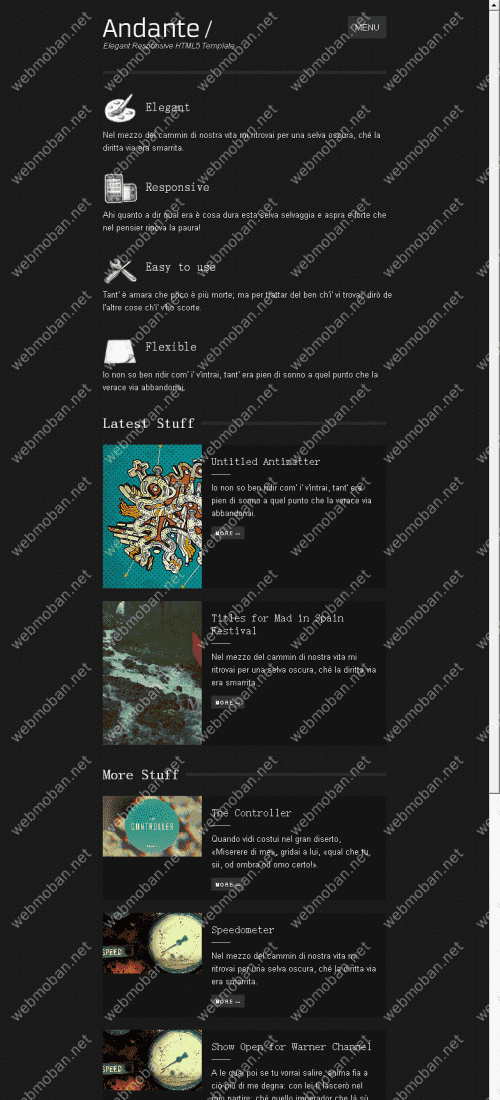 Andante /
MENU
Elegant Responsive HTML5 Template
Elegant
Nel mezzo del cammin di nostra vita mi ritrovai per una selva oscura, ché la
diritta via era smarrita.
Responsive
Ahi quanto a dir qual era è cosa dura esta selva selvaggia e aspra e forte che
nel pensier rinova la paura!
Easy to use
Tant' è amara che poco è più morte; ma per trattar del ben ch'i' vi trovai, dirò de
l'altre cose ch'i' v'ho scorte.
Flexible
Io non so ben ridir com' i' v'intrai, tant' era pien di sonno a quel punto che la
verace via abbandonai.
Latest Stuff
Untitled Antimatter
Io non so ben ridir com' i' v'intrai, tant' era
pien di sonno a quel punto che la verace via
abbandonai.
MORE
Titles for Mad in Spain
Festival
Nel mezzo del cammin di nostra vita mi
ritrovai per una selva oscura, ché la diritta via
era smarrita.
MORE
More Stuff
CONTROLLER
The Controller
Quando vidi costui nel gran diserto,
«Miserere di me», gridai a lui, «qual che tu
sii, od ombra od omo certo!».
MORE
SPEED
Speedometer
Nel mezzo del cammin di nostra vita mi
ritrovai per una selva oscura, ché la diritta via
era smarrita.
MORE
SPEED
Show Open for Warner Channel
A le quai poi se tu vorrai salire, anima fia a
ciò più di me degna: con lei ti lascerò nel
mio partire; ché quello imperador che là sù
webmoban.net